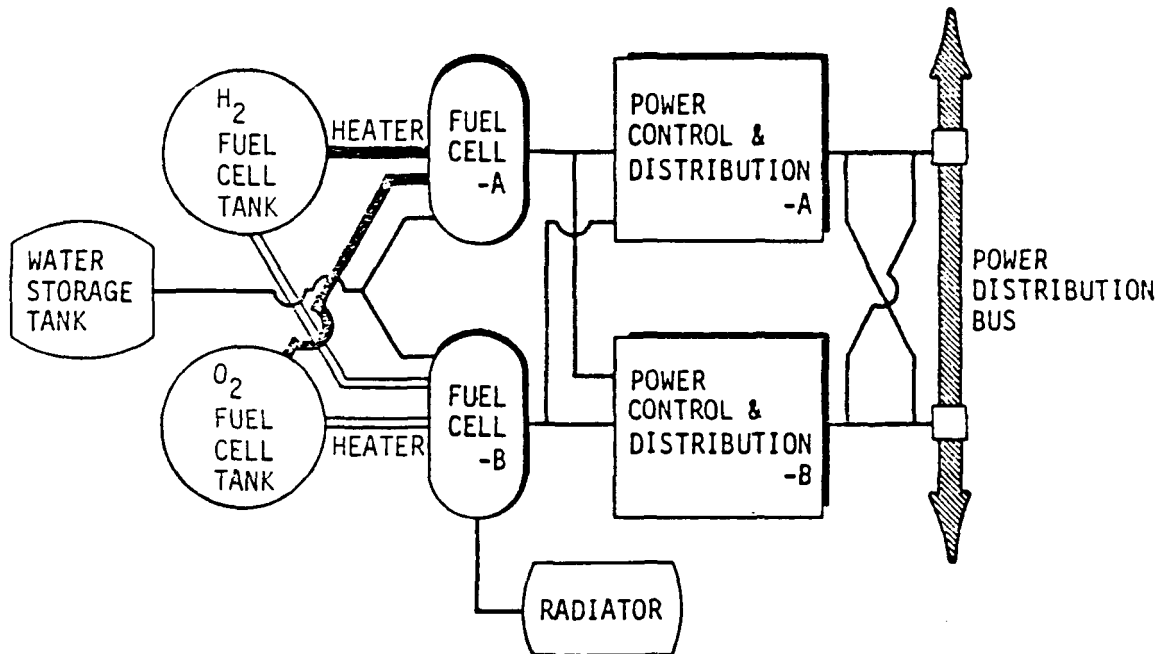 H2
FUEL
CELL
TANK
HEATER
FUEL
CELL
-A
POWER
CONTROL &
DISTRIBUTION
-A
WATER
STORAGE
TANK
POWER
DISTRIBUTION
BUS
O2
FUEL
CELL
TANK
HEATER
FUEL
CELL
-B
POWER
CONTROL &
DISTRIBUTION
-B
RADIATOR